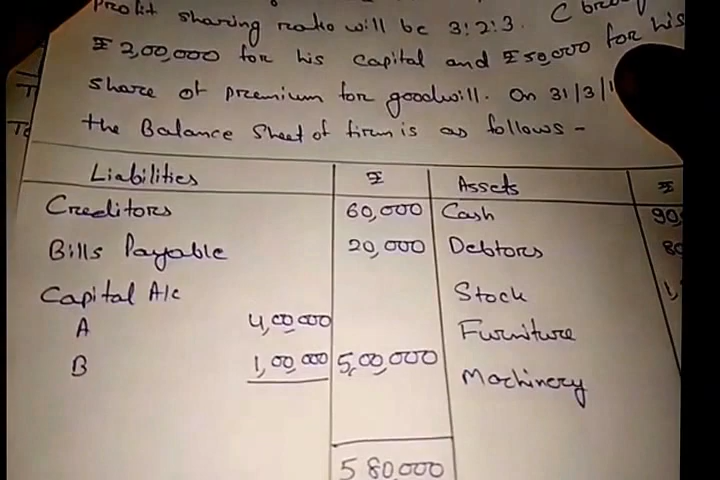 Profit sharing ratio will be 3:2:3. C
₹ 2,00,000 for his capital and ₹ 50,000 for his
share of premium for goodwill. On 31/3/
the Balance Sheet of firm is as follows -
Liabilities ₹ Assets ₹
Creditors 60,000 Cash 90,
Bills Payable 20,000 Debtors 80
Capital A/c Stock 1,
A 4,00,000 Furniture
B 1,00,000 5,00,000 Machinery
580,000